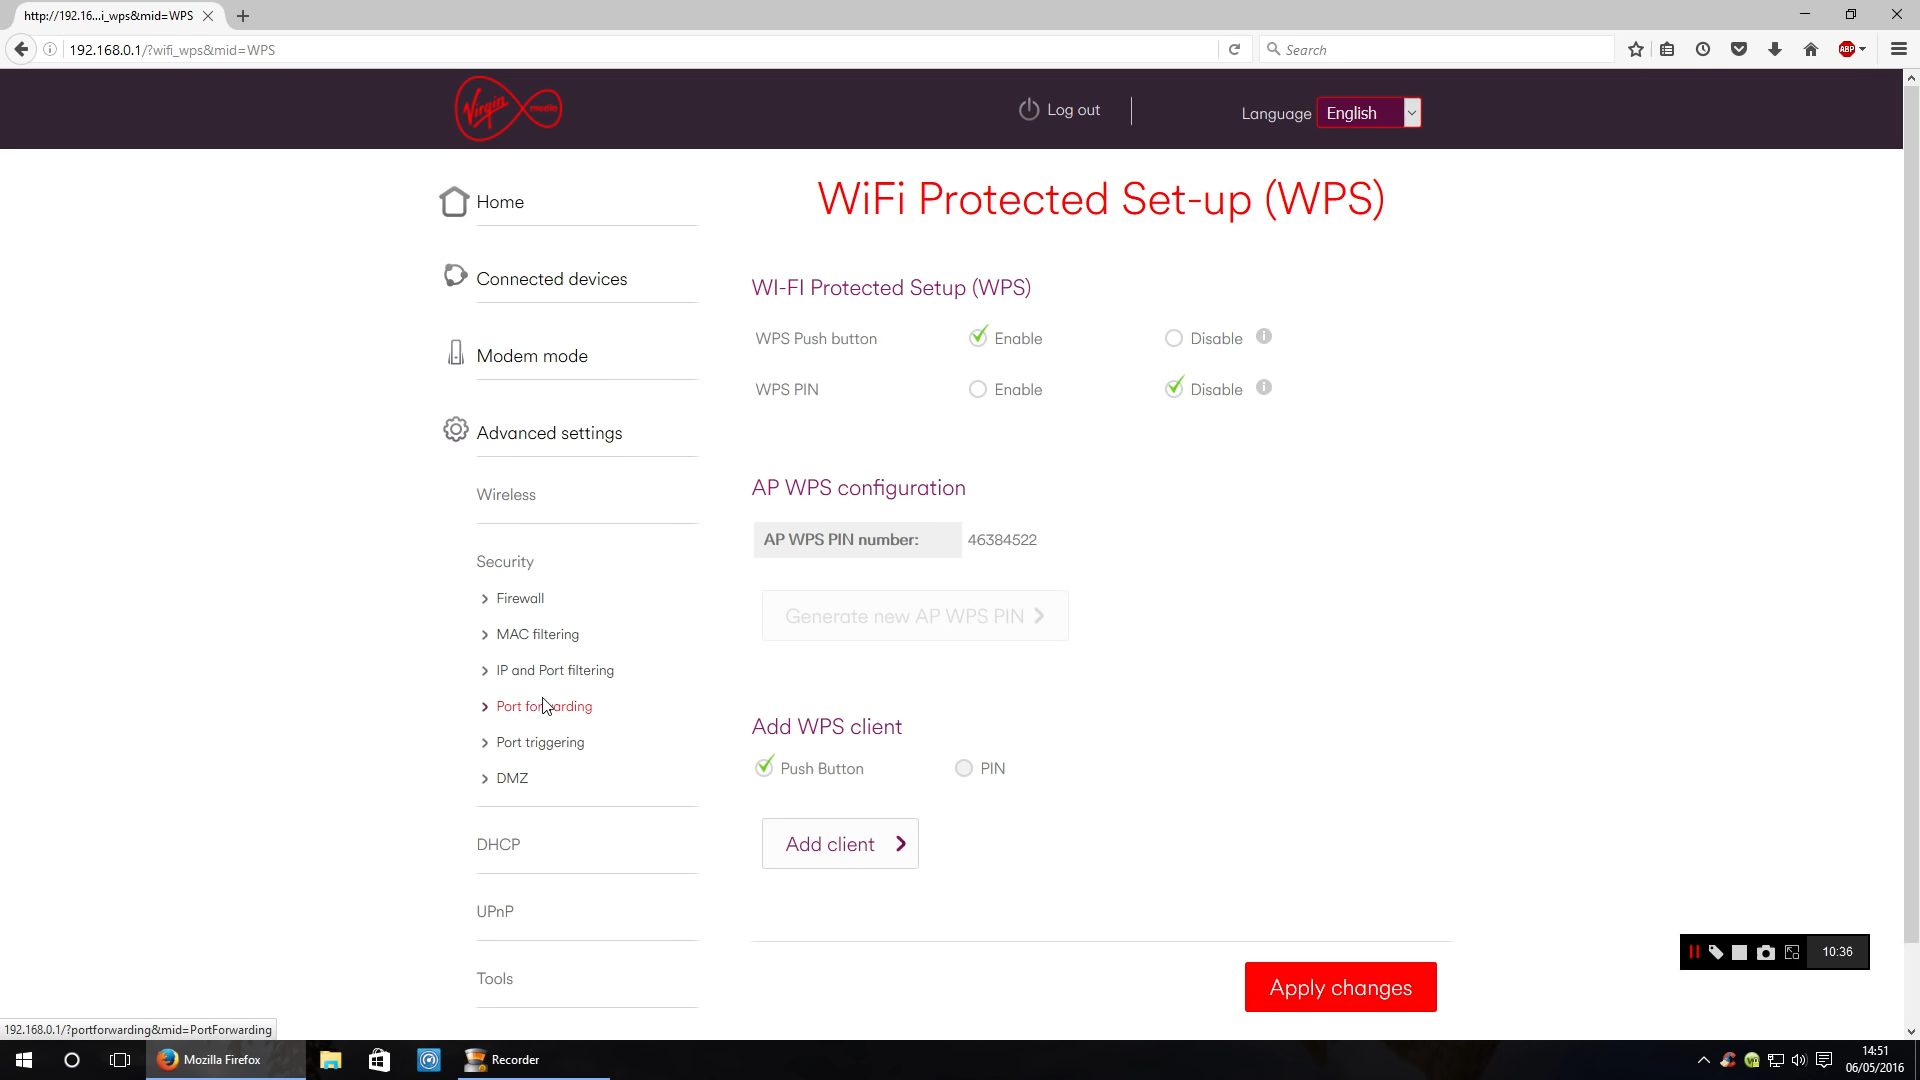 http://192.16...i_wps&mid=WPS
192.168.0.1/?wifi_wps&mid=WPS
Search
ABP
Virgin media
Log out
Language English
Home
Connected devices
Modem mode
Advanced settings
Wireless
Security
Firewall
MAC filtering
IP and Port filtering
Port forwarding
Port triggering
DMZ
DHCP
UPnP
Tools
WiFi Protected Set-up (WPS)
WI-FI Protected Setup (WPS)
WPS Push button Enable Disable
WPS PIN Enable Disable
AP WPS configuration
AP WPS PIN number: 46384522
Generate new AP WPS PIN
Add WPS client
Push Button PIN
Add client
Apply changes
10:36
192.168.0.1/?portforwarding&mid=PortForwarding
Mozilla Firefox
Recorder
14:51
06/05/2016